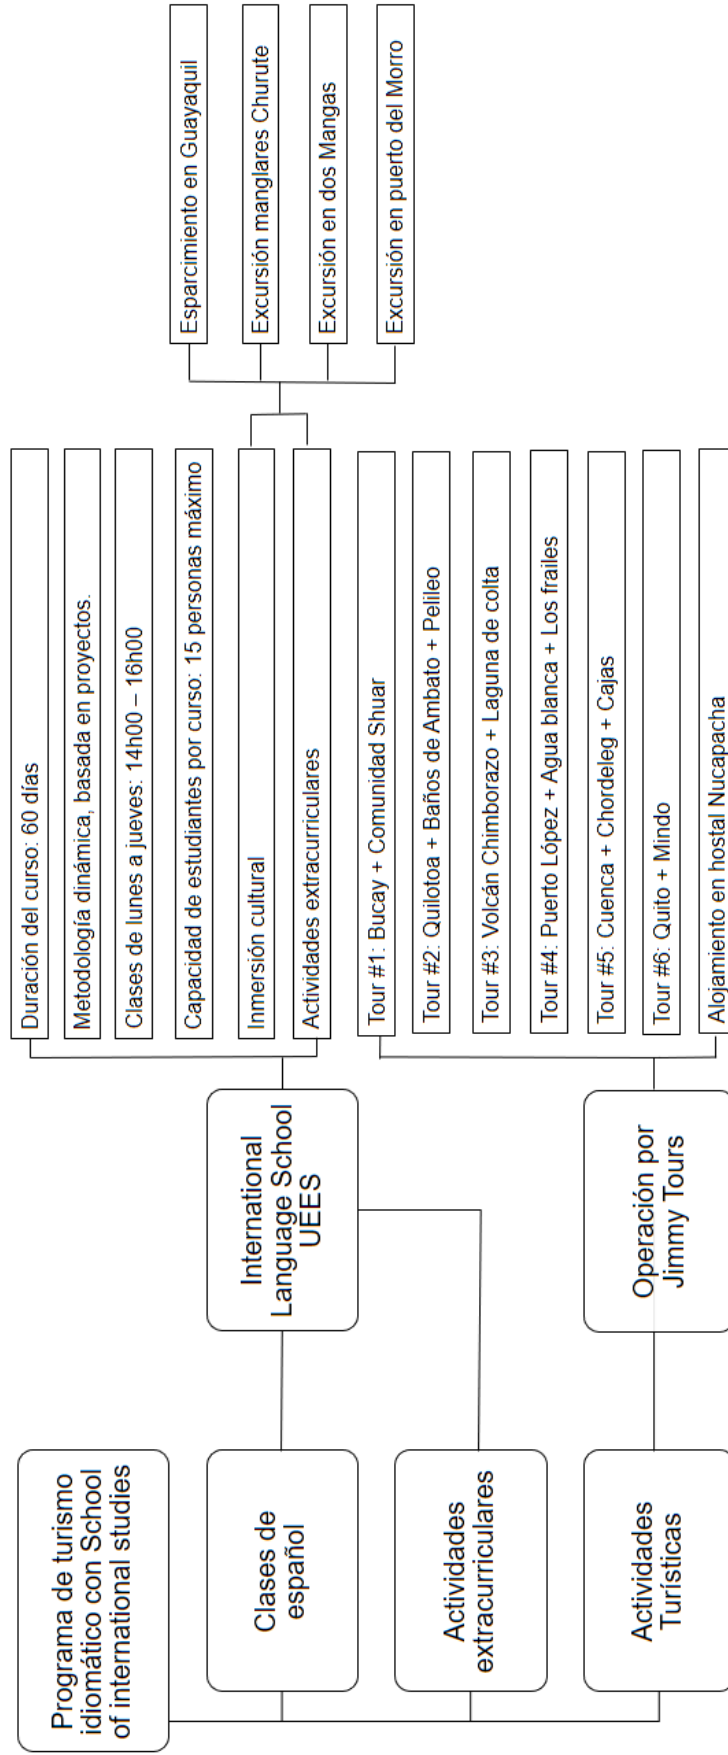 Programa de turismo
idiomático con School
of international studies
Clases de
español
Actividades
extracurriculares
Actividades
Turísticas
International
Language School
UEES
Operación por
Jimmy Tours
Duración del curso: 60 días
Metodología dinámica, basada en proyectos.
Clases de lunes a jueves: 14h00 – 16h00
Capacidad de estudiantes por curso: 15 personas máximo
Inmersión cultural
Actividades extracurriculares
Tour #1: Bucay + Comunidad Shuar
Tour #2: Quilotoa + Baños de Ambato + Pelileo
Tour #3: Volcán Chimborazo + Laguna de colta
Tour #4: Puerto López + Agua blanca + Los frailes
Tour #5: Cuenca + Chordeleg + Cajas
Tour #6: Quito + Mindo
Alojamiento en hostal Nucapacha
Esparcimiento en Guayaquil
Excursión manglares Churute
Excursión en dos Mangas
Excursión en puerto del Morro